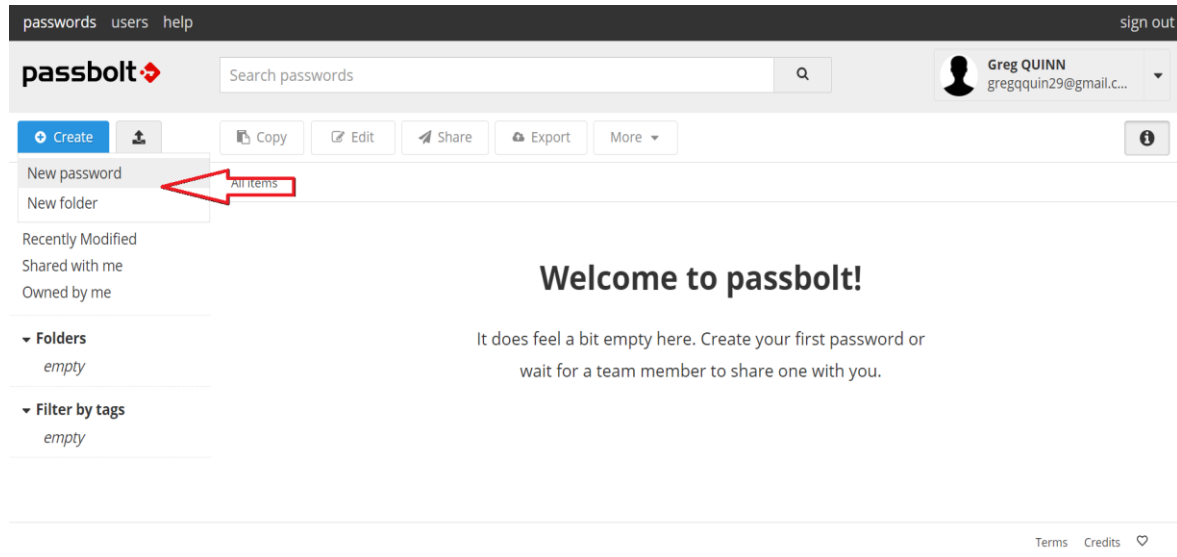 passwords users help sign out
passbolt
Search passwords
Greg QUINN
gregqquin29@gmail.c...
Create
Copy Edit Share Export More
New password
New folder
All items
Recently Modified
Shared with me
Owned by me
Folders
empty
Filter by tags
empty
Welcome to passbolt!
It does feel a bit empty here. Create your first password or
wait for a team member to share one with you.
Terms Credits